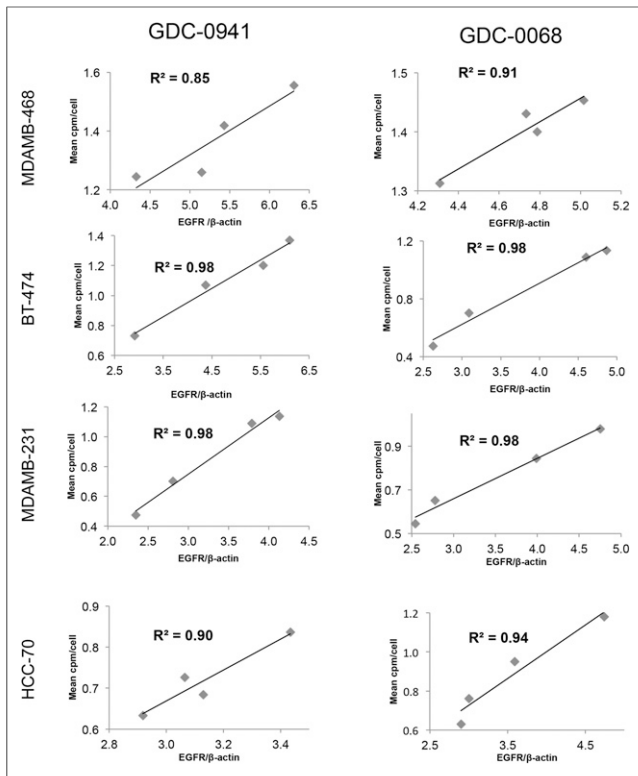 GDC-0941
GDC-0068
MDAMB-468
R² = 0.85
Mean cpm/cell
1.6
1.4
1.2
4.0 4.5 5.0 5.5 6.0 6.5
EGFR /β-actin
R² = 0.91
Mean cpm/cell
1.5
1.4
1.3
4.2 4.4 4.6 4.8 5.0 5.2
EGFR/β-actin
BT-474
R² = 0.98
Mean cpm/cell
1.4
1.2
1.0
0.8
0.6
2.5 3.5 4.5 5.5 6.5
EGFR/β-actin
R² = 0.98
Mean cpm/cell
1.2
0.8
0.4
2.5 3.0 3.5 4.0 4.5 5.0
EGFR/β-actin
MDAMB-231
R² = 0.98
Mean cpm/cell
1.2
1.0
0.8
0.6
0.4
2.0 2.5 3.0 3.5 4.0 4.5
EGFR/β-actin
R² = 0.98
Mean cpm/cell
0.9
0.7
0.5
2.5 3.0 3.5 4.0 4.5 5.0
EGFR/β-actin
HCC-70
R² = 0.90
Mean cpm/cell
0.9
0.8
0.7
0.6
2.8 3.0 3.2 3.4
EGFR/β-actin
R² = 0.94
Mean cpm/cell
1.2
1.0
0.8
0.6
2.5 3.5 4.5
EGFR/β-actin